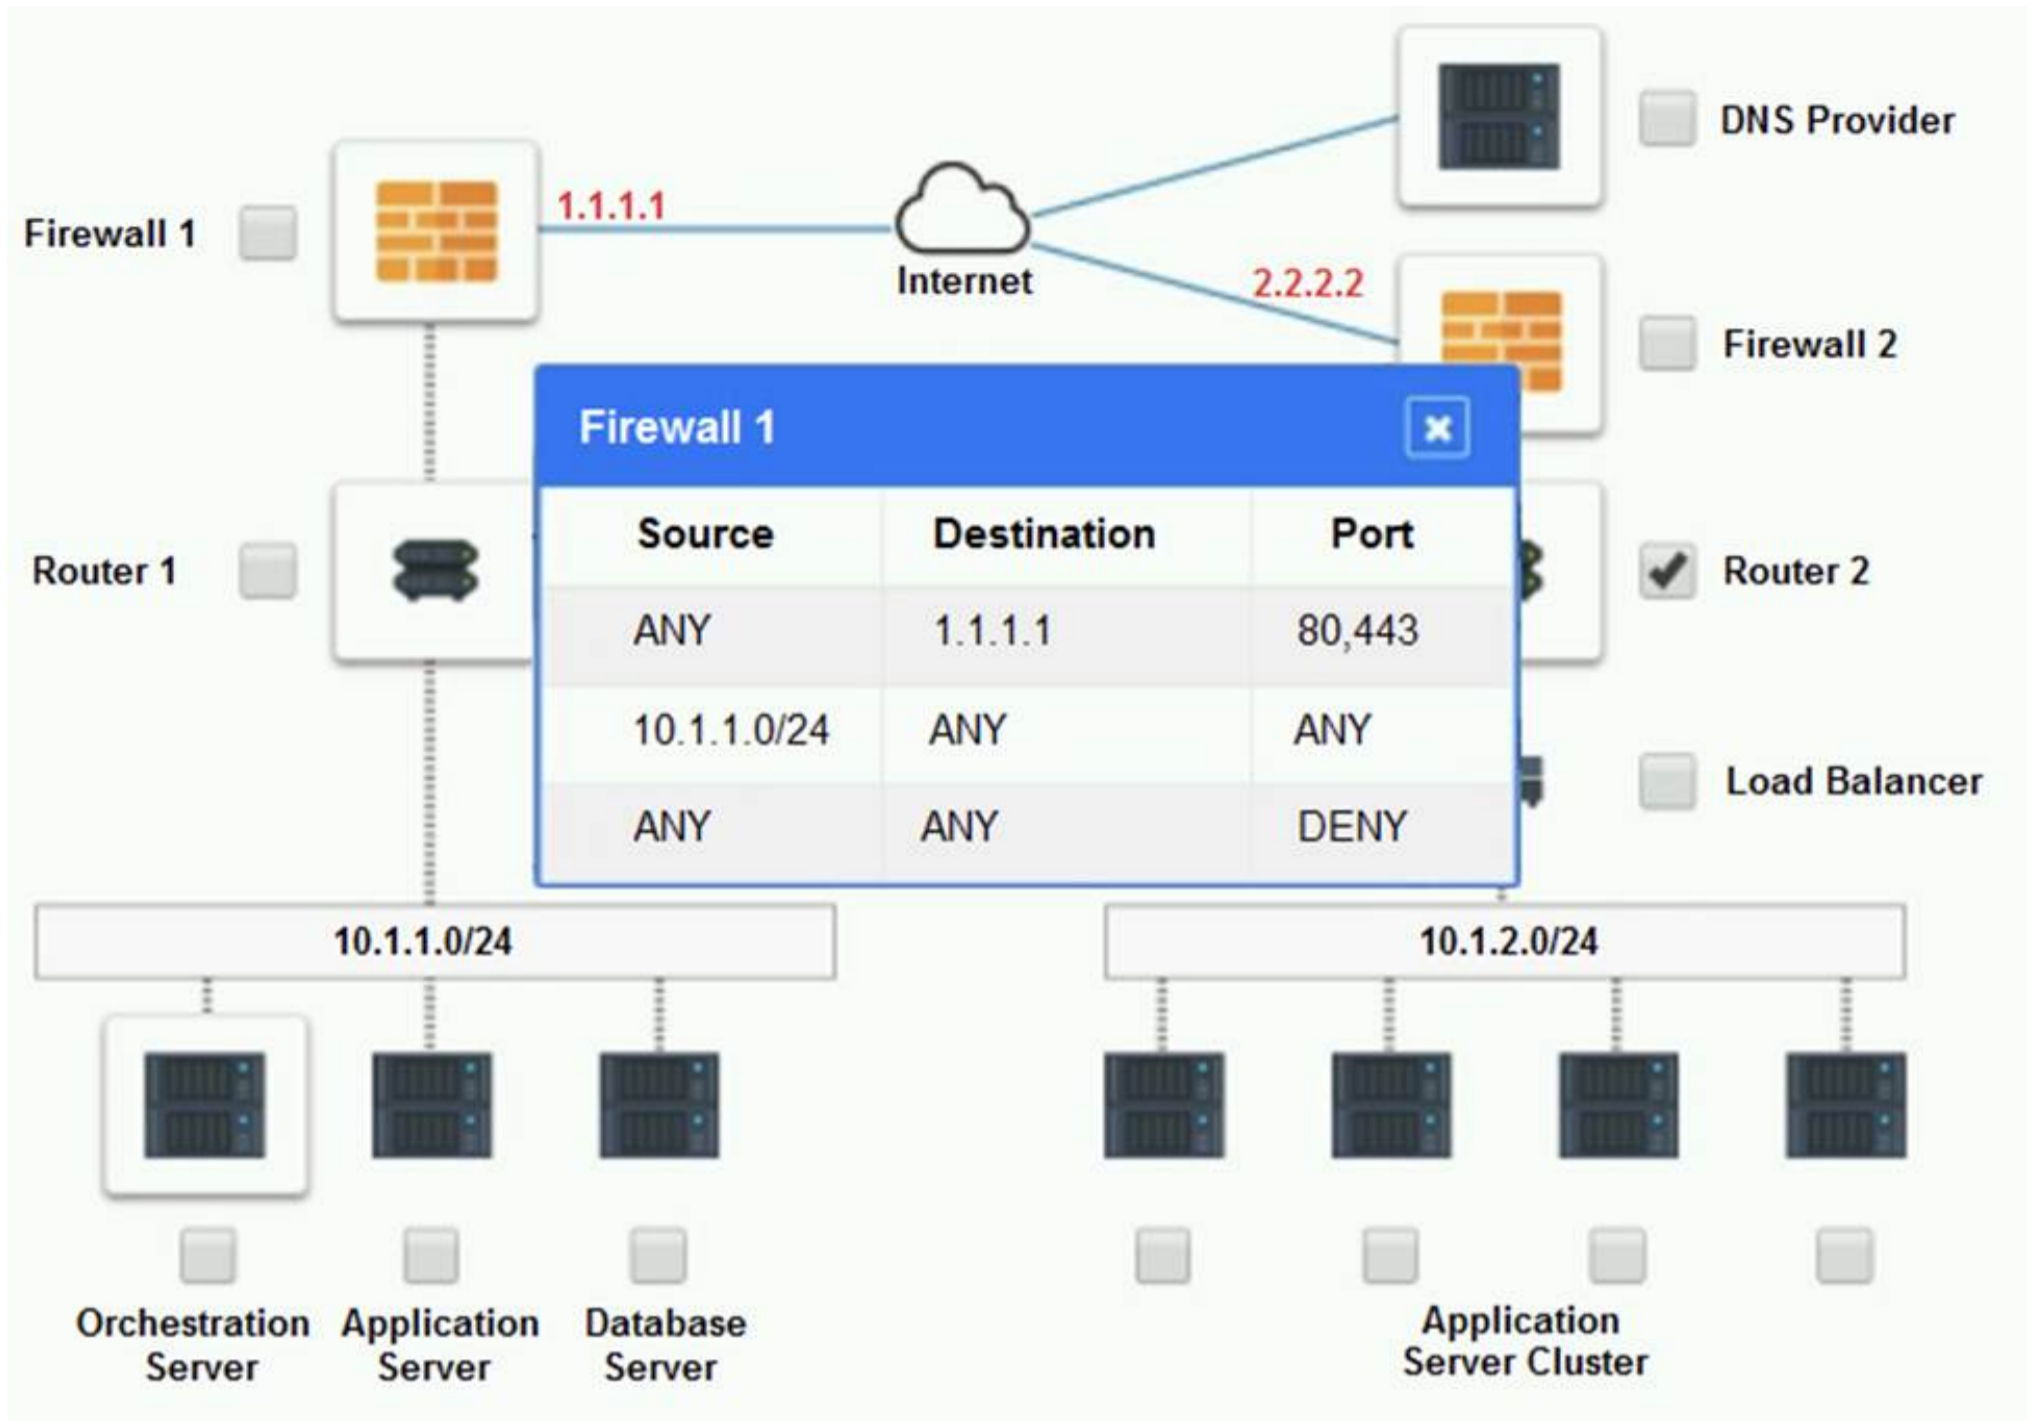 DNS Provider
Firewall 1
1.1.1.1
Internet
2.2.2.2
Firewall 2
Firewall 1
Source Destination Port
ANY 1.1.1.1 80,443
10.1.1.0/24 ANY ANY
ANY ANY DENY
Router 1
Router 2
Load Balancer
10.1.1.0/24
10.1.2.0/24
Orchestration
Server
Application
Server
Database
Server
Application
Server Cluster